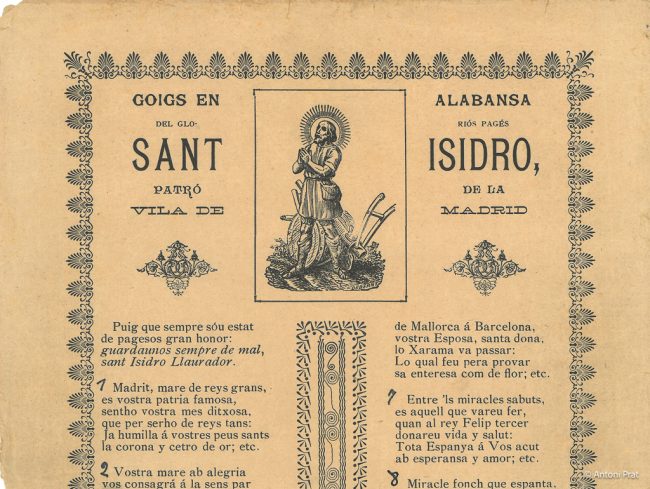 GOIGS EN ALABANSA
DEL GLO- RIÓS PAGÉS
SANT ISIDRO,
PATRÓ DE LA
VILA DE MADRID
Puig que sempre sóu estat
de pagesos gran honor:
guardaunos sempre de mal,
sant Isidro Llaurador.
1 Madrit, mare de reys grans,
es vostra patria famosa,
sentho vostra mes ditxosa,
que per serho de reys tans:
la humilla á vostres peus sants
la corona y cetro de or; etc.
2 Vostra mare ab alegría
vos consagrá á la sens par
de Mallorca á Barcelona,
vostra Esposa, santa dona,
lo Xarama va passar:
Lo qual feu pera provar
sa enteresa com de flor; etc.
7 Entre 'ls miracles sabuts,
es aquell que vareu fer,
quan al rey Felip tercer
donareu vida y salut:
Tota Espanya á Vos acut
ab esperansa y amor; etc.
8 Miracle fonch que espanta,
© Antoni Prat